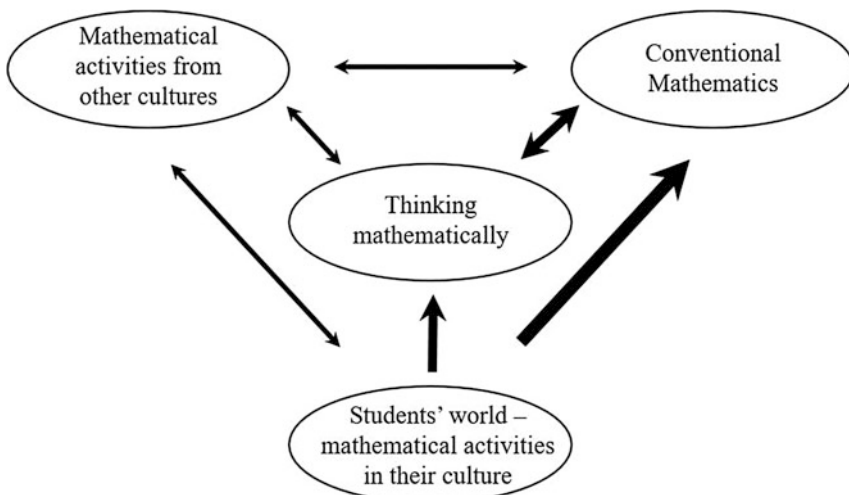 Mathematical
activities from
other cultures
Conventional
Mathematics
Thinking
mathematically
Students’ world –
mathematical activities
in their culture